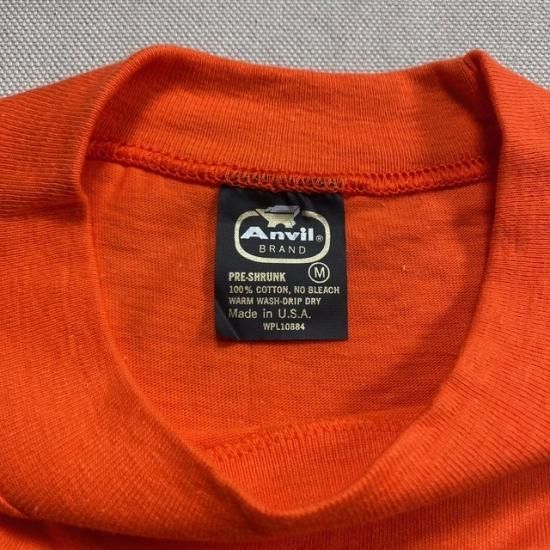 Anvil®
BRAND
PRE-SHRUNK M
100% COTTON, NO BLEACH
WARM WASH-DRIP DRY
Made in U.S.A.
WPL10884